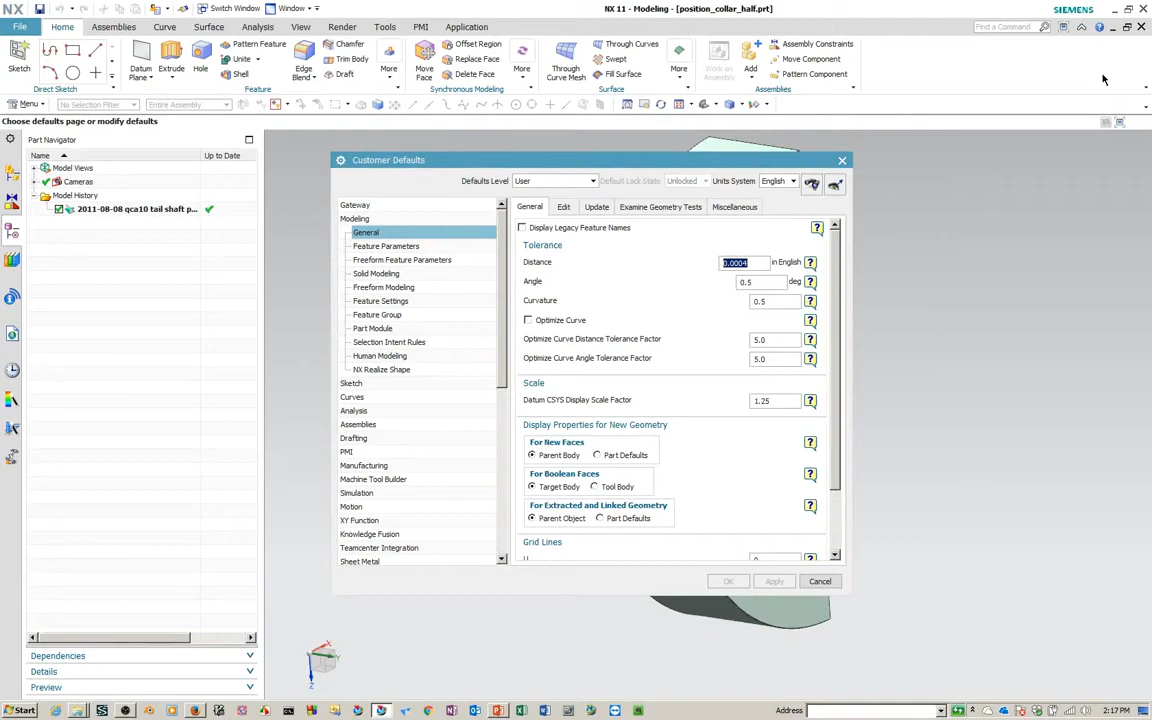 NX
Switch Window
Window
NX 11 - Modeling - [position_collar_half.prt]
SIEMENS
File
Home
Assemblies
Curve
Surface
Analysis
View
Render
Tools
PMI
Application
Find a Command
Sketch
Direct Sketch
Datum Plane
Extrude
Hole
Pattern Feature
Unite
Shell
Edge Blend
Chamfer
Trim Body
Draft
More
Feature
Move Face
Offset Region
Replace Face
Delete Face
More
Synchronous Modeling
Through Curve Mesh
Through Curves
Swept
Fill Surface
More
Surface
Work on Assembly
Add
Assembly Constraints
Move Component
Pattern Component
Assemblies
Menu
No Selection Filter
Entire Assembly
Choose defaults page or modify defaults
Part Navigator
Name
Up to Date
Model Views
Cameras
Model History
2011-08-08 qca10 tail shaft p...
Dependencies
Details
Preview
Customer Defaults
Defaults Level
User
Default Lock State
Unlocked
Units System
English
Gateway
Modeling
General
Feature Parameters
Freeform Feature Parameters
Solid Modeling
Freeform Modeling
Feature Settings
Feature Group
Part Module
Selection Intent Rules
Human Modeling
NX Realize Shape
Sketch
Curves
Analysis
Assemblies
Drafting
PMI
Manufacturing
Machine Tool Builder
Simulation
Motion
XY Function
Knowledge Fusion
Teamcenter Integration
Sheet Metal
General
Edit
Update
Examine Geometry Tests
Miscellaneous
Display Legacy Feature Names
Tolerance
Distance
0.0004
in English
Angle
0.5
deg
Curvature
0.5
Optimize Curve
Optimize Curve Distance Tolerance Factor
5.0
Optimize Curve Angle Tolerance Factor
5.0
Scale
Datum CSYS Display Scale Factor
1.25
Display Properties for New Geometry
For New Faces
Parent Body
Part Defaults
For Boolean Faces
Target Body
Tool Body
For Extracted and Linked Geometry
Parent Object
Part Defaults
Grid Lines
OK
Apply
Cancel
X
Y
Z
Start
Address
2:17 PM